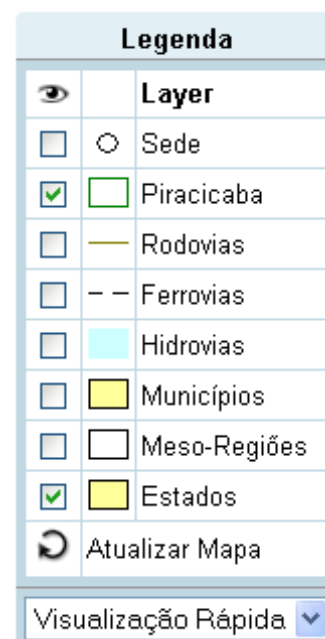 Legenda
Layer
Sede
Piracicaba
Rodovias
Ferrovias
Hidrovias
Municípios
Meso-Regiões
Estados
Atualizar Mapa
Visualização Rápida